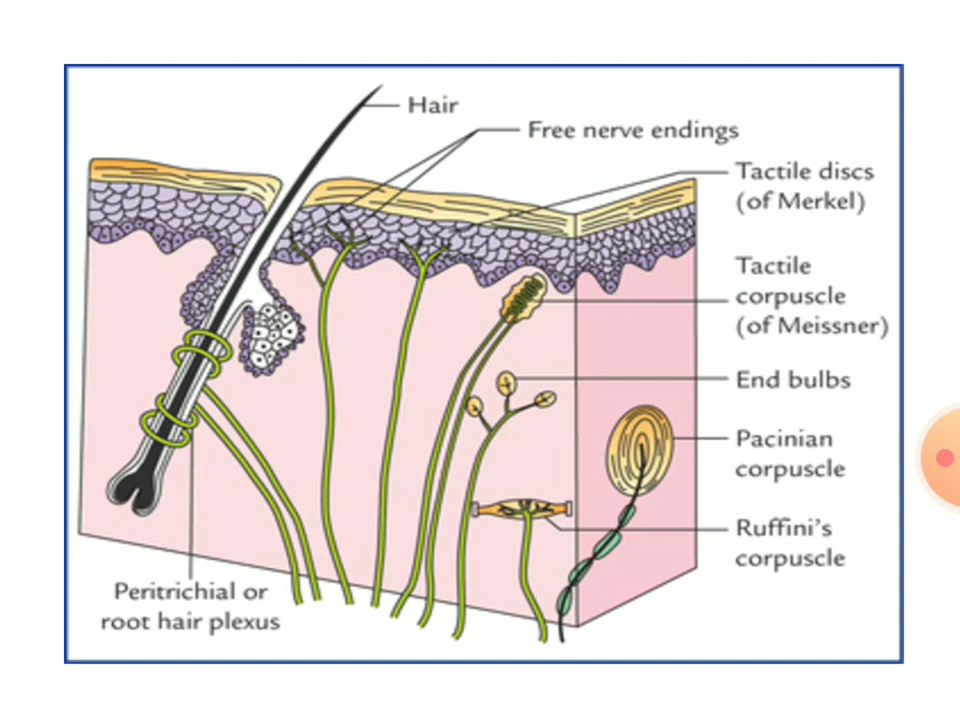 Hair
Free nerve endings
Tactile discs
(of Merkel)
Tactile
corpuscle
(of Meissner)
End bulbs
Pacinian
corpuscle
Ruffini's
corpuscle
Peritrichial or
root hair plexus